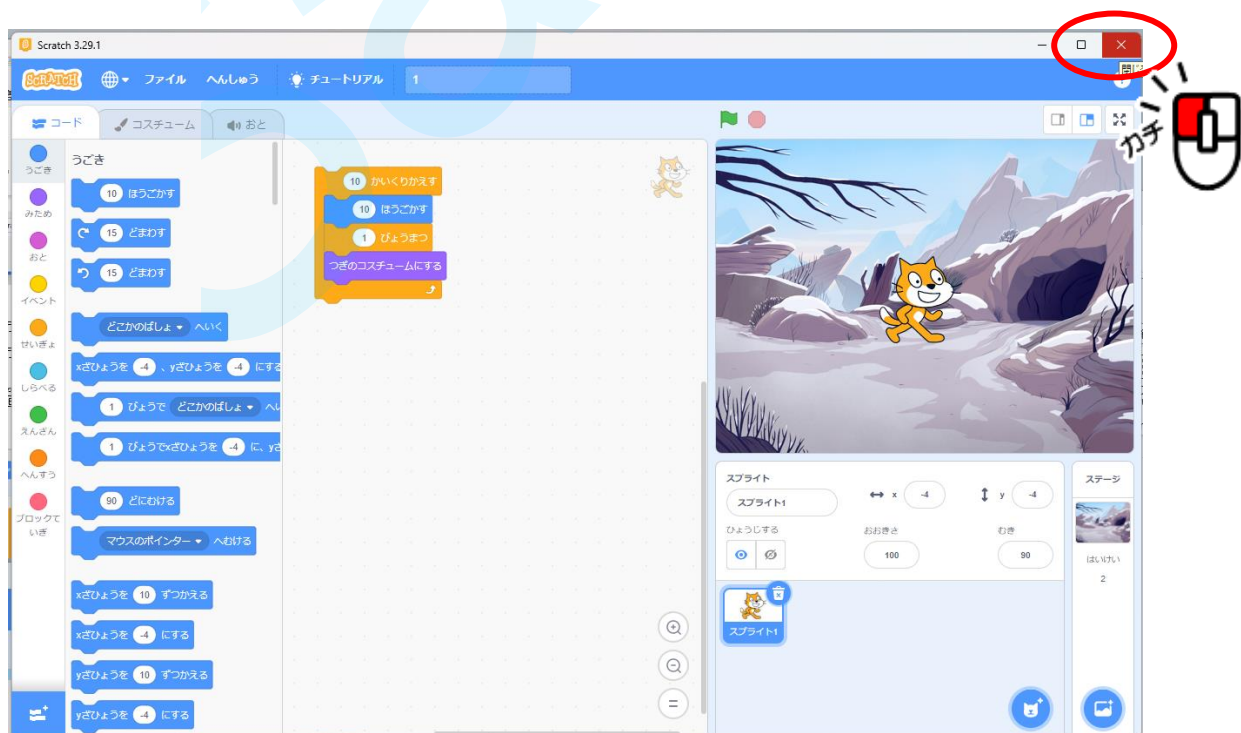 Scratch 3.29.1
SCRATCH ファイル へんしゅう チュートリアル 1
コード コスチューム おと
カチ
うごき
みため
おと
イベント
せいぎょ
しらべる
えんざん
へんすう
ブロックてい
いぎ
うごき
10 ほうごかす
15 どまわす
15 どまわす
どこかのばしょ へいく
xざひょうを -4 、yざひょうを -4 にする
1 びょうで どこかのばしょ へい
1 びょうでxざひょうを -4 に、yざ
90 どにむける
マウスのポインター へむける
xざひょうを 10 ずつかえる
xざひょうを -4 にする
yざひょうを 10 ずつかえる
yざひょうを -4 にする
10 かいくりかえす
10 ほうごかす
1 びょうまつ
つぎのコスチュームにする
スプライト
スプライト1
x -4
y -4
ひょうじする
おおきさ
100
むき
90
スプライト1
ステージ
はいけい
2